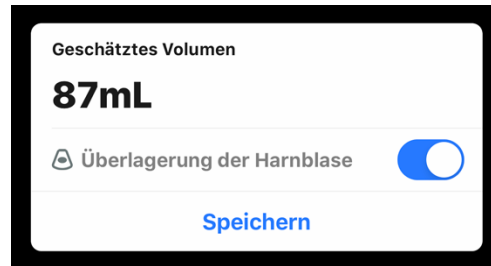 Geschätztes Volumen
87mL
Überlagerung der Harnblase
Speichern